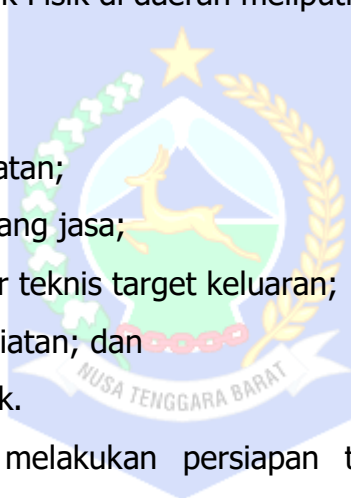 k Fisik di daerah meliputi
atan;
ang jasa;
r teknis target keluaran;
iatan; dan
k.
NUSA TENGGARA BARAT
melakukan persiapan t